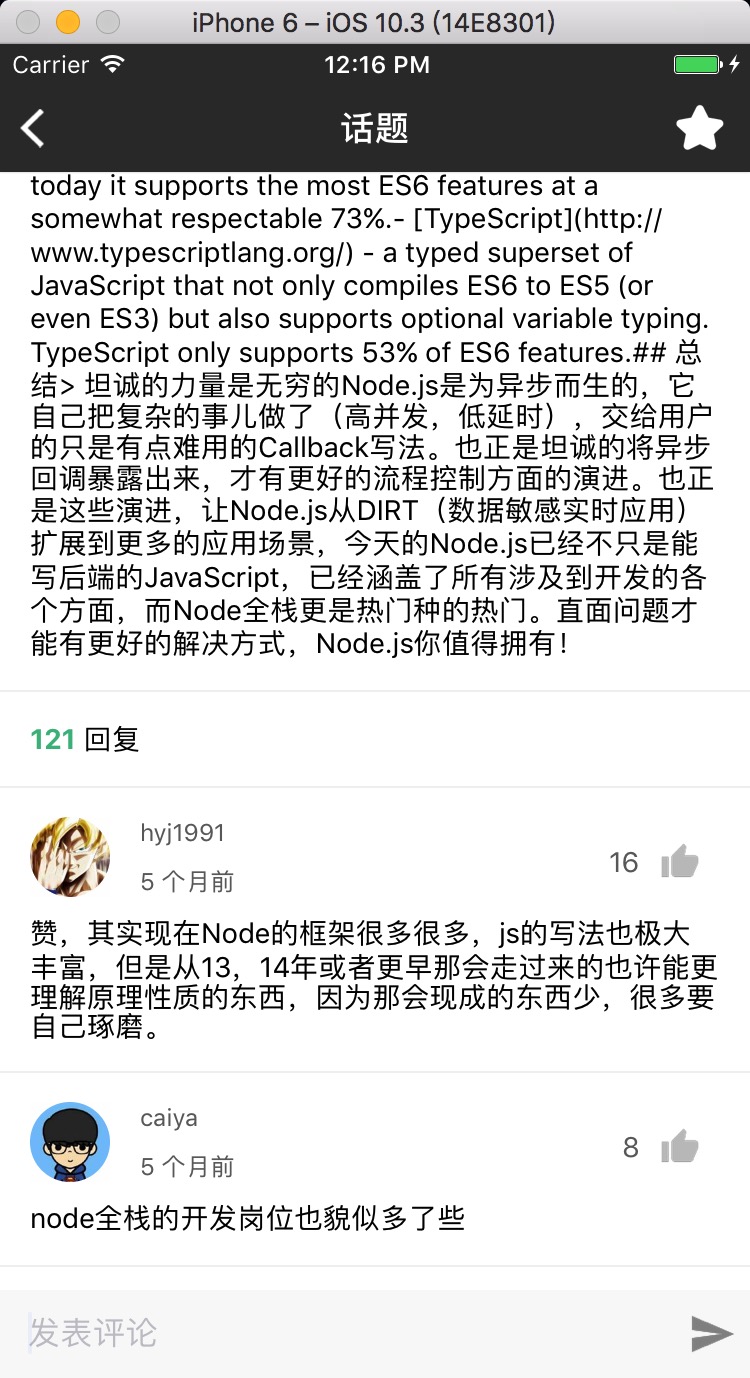 iPhone 6 – iOS 10.3 (14E8301)
Carrier 12:16 PM
话题
today it supports the most ES6 features at a
somewhat respectable 73%.- [TypeScript](http://
www.typescriptlang.org/) - a typed superset of
JavaScript that not only compiles ES6 to ES5 (or
even ES3) but also supports optional variable typing.
TypeScript only supports 53% of ES6 features.## 总
结> 坦诚的力量是无穷的Node.js是为异步而生的，它
自己把复杂的事儿做了（高并发，低延时），交给用户
的只是有点难用的Callback写法。也正是坦诚的将异步
回调暴露出来，才有更好的流程控制方面的演进。也正
是这些演进，让Node.js从DIRT（数据敏感实时应用）
扩展到更多的应用场景，今天的Node.js已经不只是能
写后端的JavaScript，已经涵盖了所有涉及到开发的各
个方面，而Node全栈更是热门种的热门。直面问题才
能有更好的解决方式，Node.js你值得拥有！
121 回复
hyj1991
5 个月前
16
赞，其实现在Node的框架很多很多，js的写法也极大
丰富，但是从13，14年或者更早那会走过来的也许能更
理解原理性质的东西，因为那会现成的东西少，很多要
自己琢磨。
caiya
5 个月前
8
node全栈的开发岗位也貌似多了些
发表评论